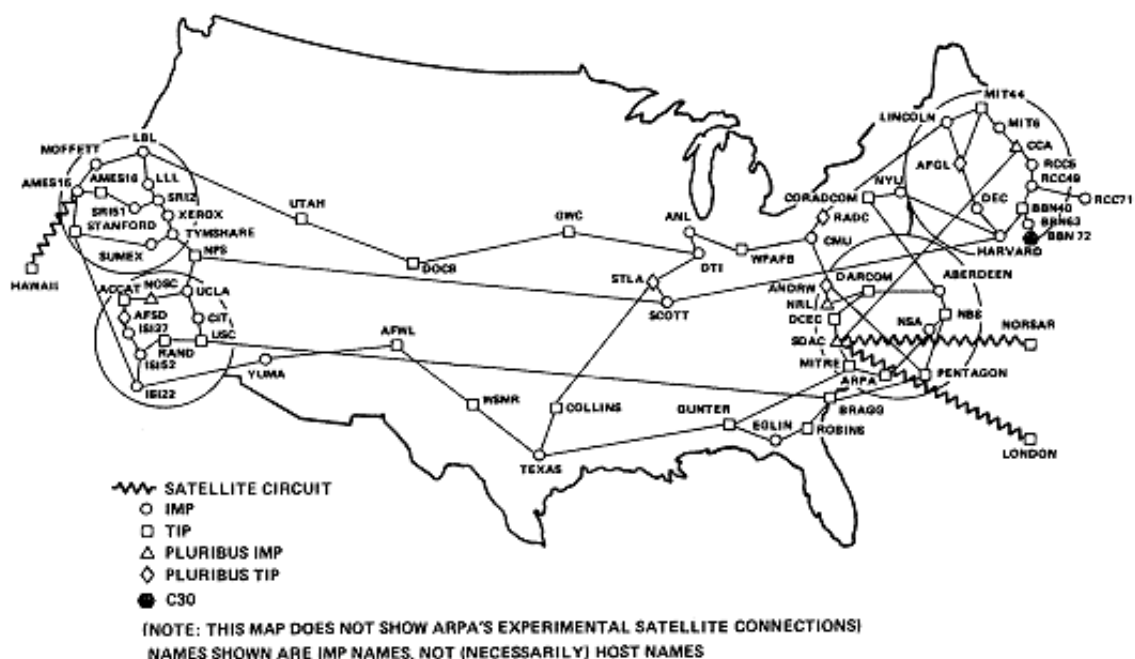 MIT44
LINCOLN
MIT6
CCA
LBL
MOFFETT
RCC5
RCC49
AMES15
AMES16
LLL
AFGL
NYU
SRI2
DEC
CORADCOM
RCC71
UTAH
GWC
ANL
RADC
BBN40
SRI51
XEROX
STANFORD
TYMSHARE
BBN63
BBN 72
HARVARD
CMU
WPAFB
SUMEX
NPS
DTI
DOCB
HAWAII
STLA
ANDRW
DARCOM
ABERDEEN
ACCAT
NOSC
UCLA
SCOTT
NRL
DCEC
NBS
NSA
NORSAR
AFSD
CIT
ISI27
AFWL
USC
SDAC
RAND
ISI52
YUMA
MITRE
ARPA
PENTAGON
ISI22
WSMR
COLLINS
GUNTER
BRAGG
EGLIN
ROBINS
TEXAS
LONDON
SATELLITE CIRCUIT
IMP
TIP
PLURIBUS IMP
PLURIBUS TIP
C30
(NOTE: THIS MAP DOES NOT SHOW ARPA'S EXPERIMENTAL SATELLITE CONNECTIONS)
NAMES SHOWN ARE IMP NAMES, NOT (NECESSARILY) HOST NAMES